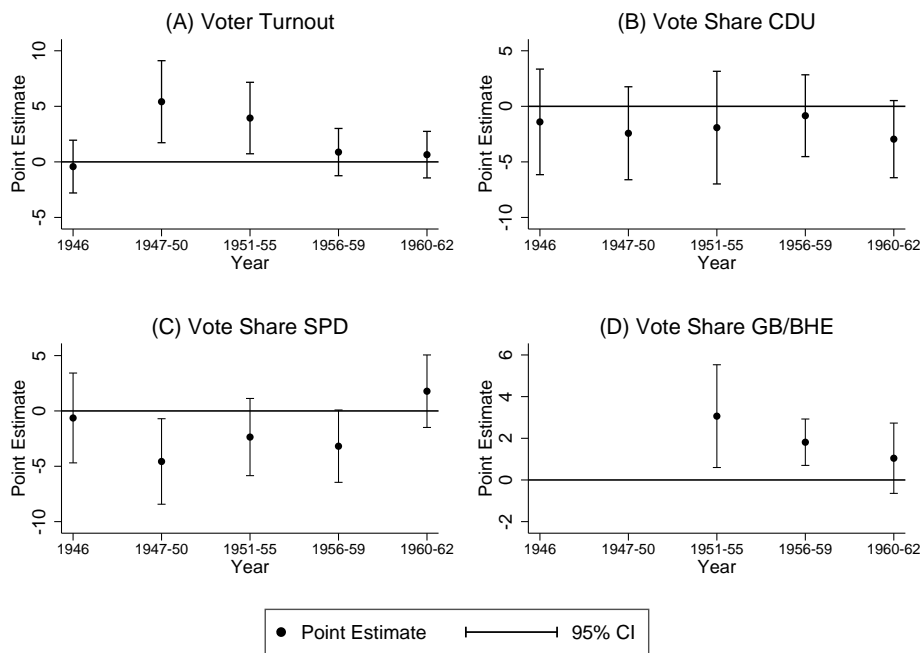 (A) Voter Turnout
Point Estimate
10
5
0
-5
1946 1947-50 1951-55 1956-59 1960-62
Year
(B) Vote Share CDU
Point Estimate
5
0
-5
-10
1946 1947-50 1951-55 1956-59 1960-62
Year
(C) Vote Share SPD
Point Estimate
5
0
-5
-10
1946 1947-50 1951-55 1956-59 1960-62
Year
(D) Vote Share GB/BHE
Point Estimate
6
4
2
0
-2
1946 1947-50 1951-55 1956-59 1960-62
Year
Point Estimate 95% CI